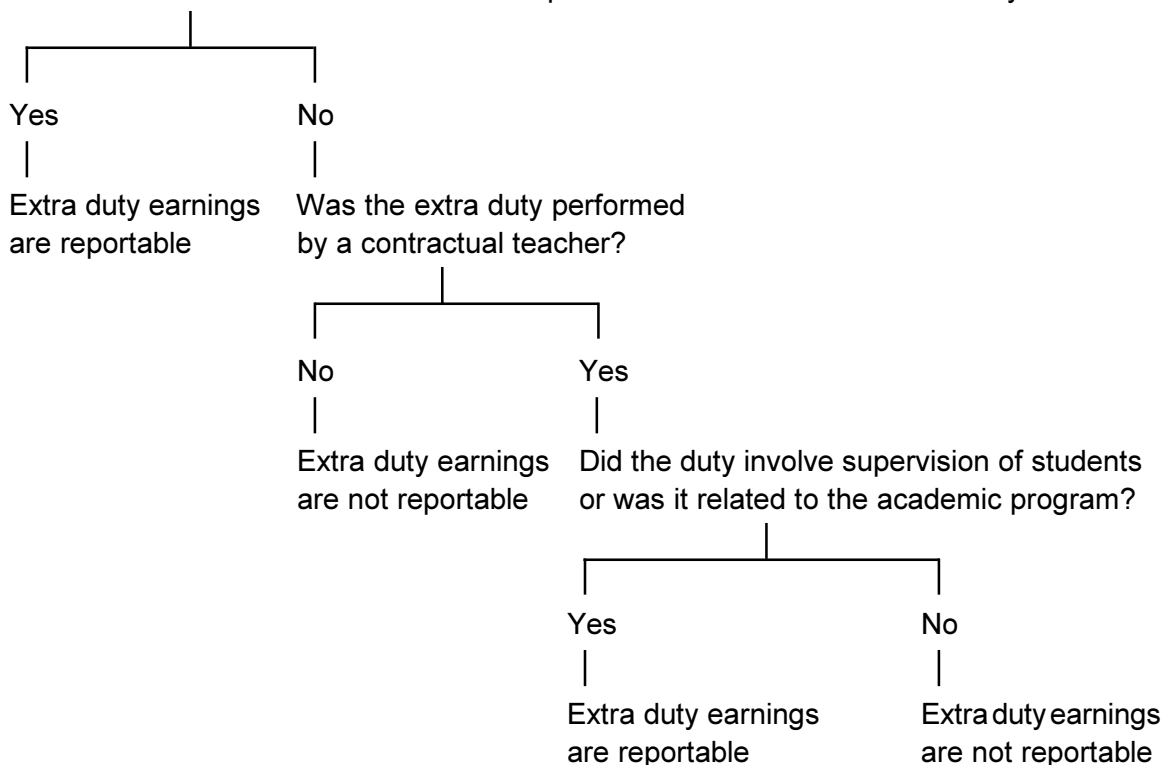 Yes
No
Extra duty earnings
are reportable
Was the extra duty performed
by a contractual teacher?
No
Yes
Extra duty earnings
are not reportable
Did the duty involve supervision of students
or was it related to the academic program?
Yes
No
Extra duty earnings
are reportable
Extra duty earnings
are not reportable